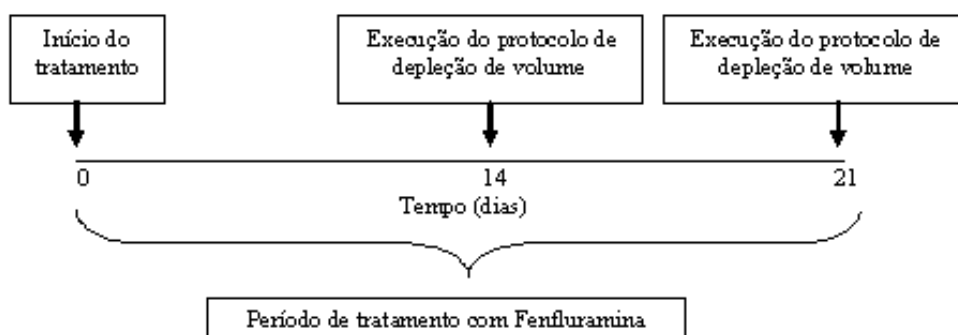 Início do
tratamento
Execução do protocolo de
depleção de volume
Execução do protocolo de
depleção de volume
0
14
21
Tempo (dias)
Período de tratamento com Fenfluramina